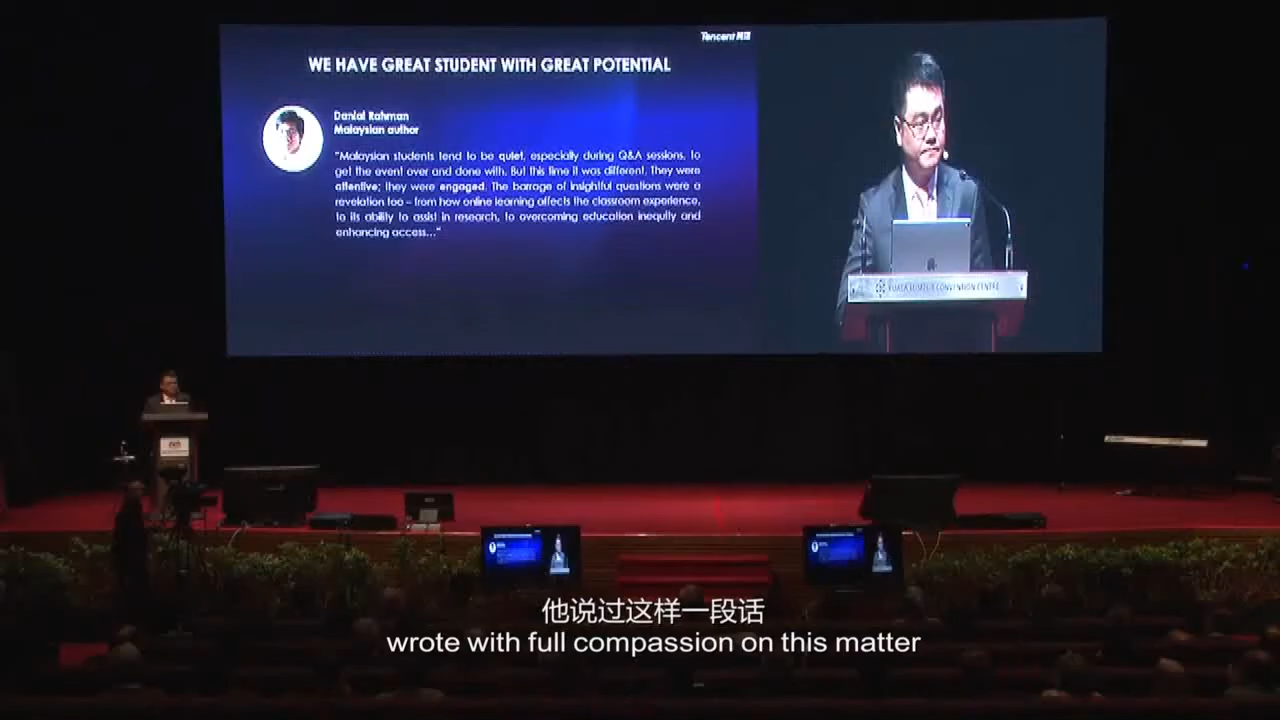 Tencent 腾讯
WE HAVE GREAT STUDENT WITH GREAT POTENTIAL
Danial Rahman
Malaysian author
"Malaysian students tend to be quiet, especially during Q&A sessions, to
get the event over and done with. But this time it was different. They were
attentive; they were engaged. The barrage of insightful questions were a
revelation too – from how online learning affects the classroom experience,
to its ability to assist in research, to overcoming education inequity and
enhancing access..."
KUALA LUMPUR CONVENTION CENTRE
他说过这样一段话
wrote with full compassion on this matter